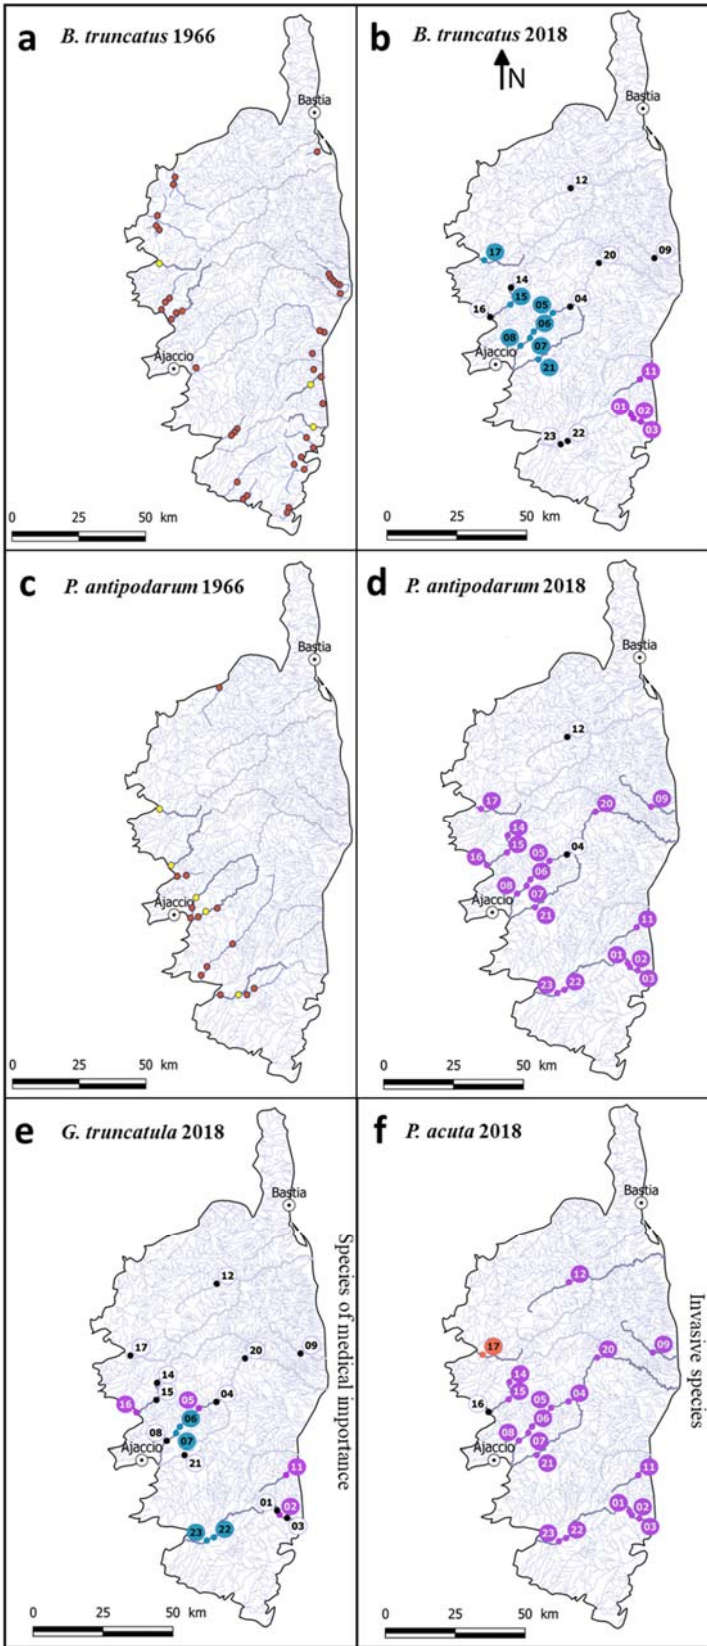 a B. truncatus 1966
Bastia
Ajaccio
0 25 50 km
b B. truncatus 2018
N
Bastia
12
17
20
09
14
15
05
04
16
06
08
07
Ajaccio
21
11
01
02
03
23
22
0 25 50 km
c P. antipodarum 1966
Bastia
Ajaccio
0 25 50 km
d P. antipodarum 2018
Bastia
12
17
20
09
14
15
16
05
04
06
08
07
Ajaccio
21
11
01
02
03
23
22
0 25 50 km
e G. truncatula 2018
Bastia
Species of medical importance
12
17
20
09
14
15
16
05
04
06
08
07
Ajaccio
21
11
01
02
03
23
22
0 25 50 km
f P. acuta 2018
Bastia
Invasive species
12
17
20
09
14
15
16
05
04
06
08
07
Ajaccio
21
11
01
02
03
23
22
0 25 50 km